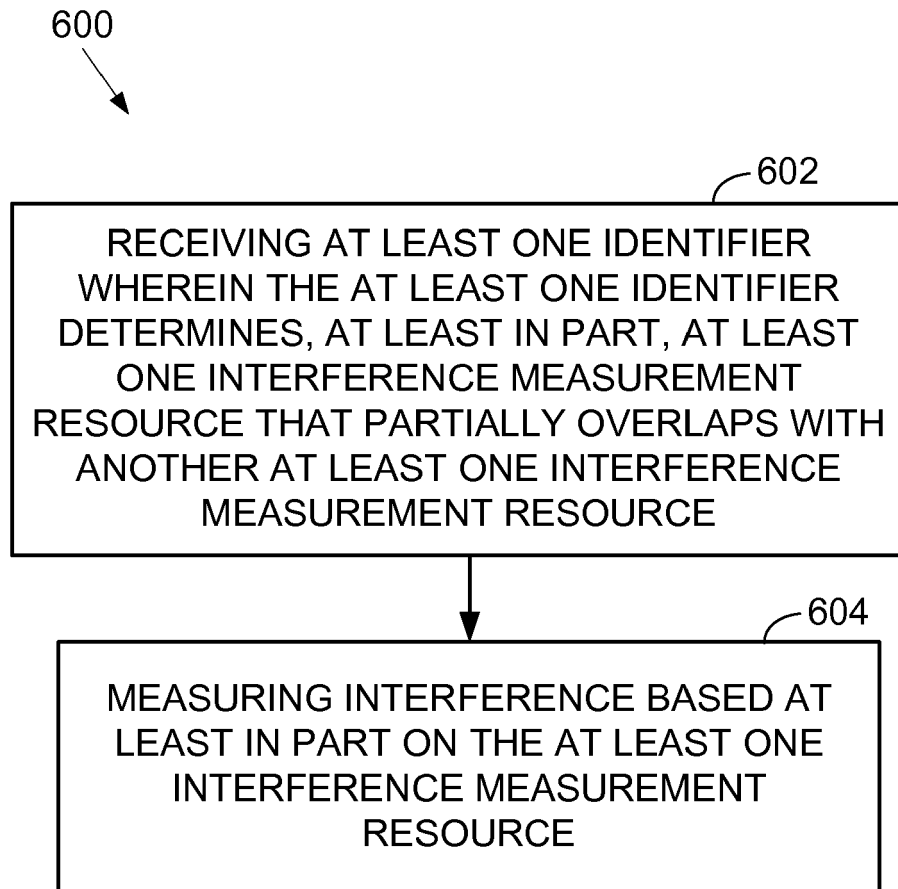 600
602
RECEIVING AT LEAST ONE IDENTIFIER
WHEREIN THE AT LEAST ONE IDENTIFIER
DETERMINES, AT LEAST IN PART, AT LEAST
ONE INTERFERENCE MEASUREMENT
RESOURCE THAT PARTIALLY OVERLAPS WITH
ANOTHER AT LEAST ONE INTERFERENCE
MEASUREMENT RESOURCE
604
MEASURING INTERFERENCE BASED AT
LEAST IN PART ON THE AT LEAST ONE
INTERFERENCE MEASUREMENT
RESOURCE